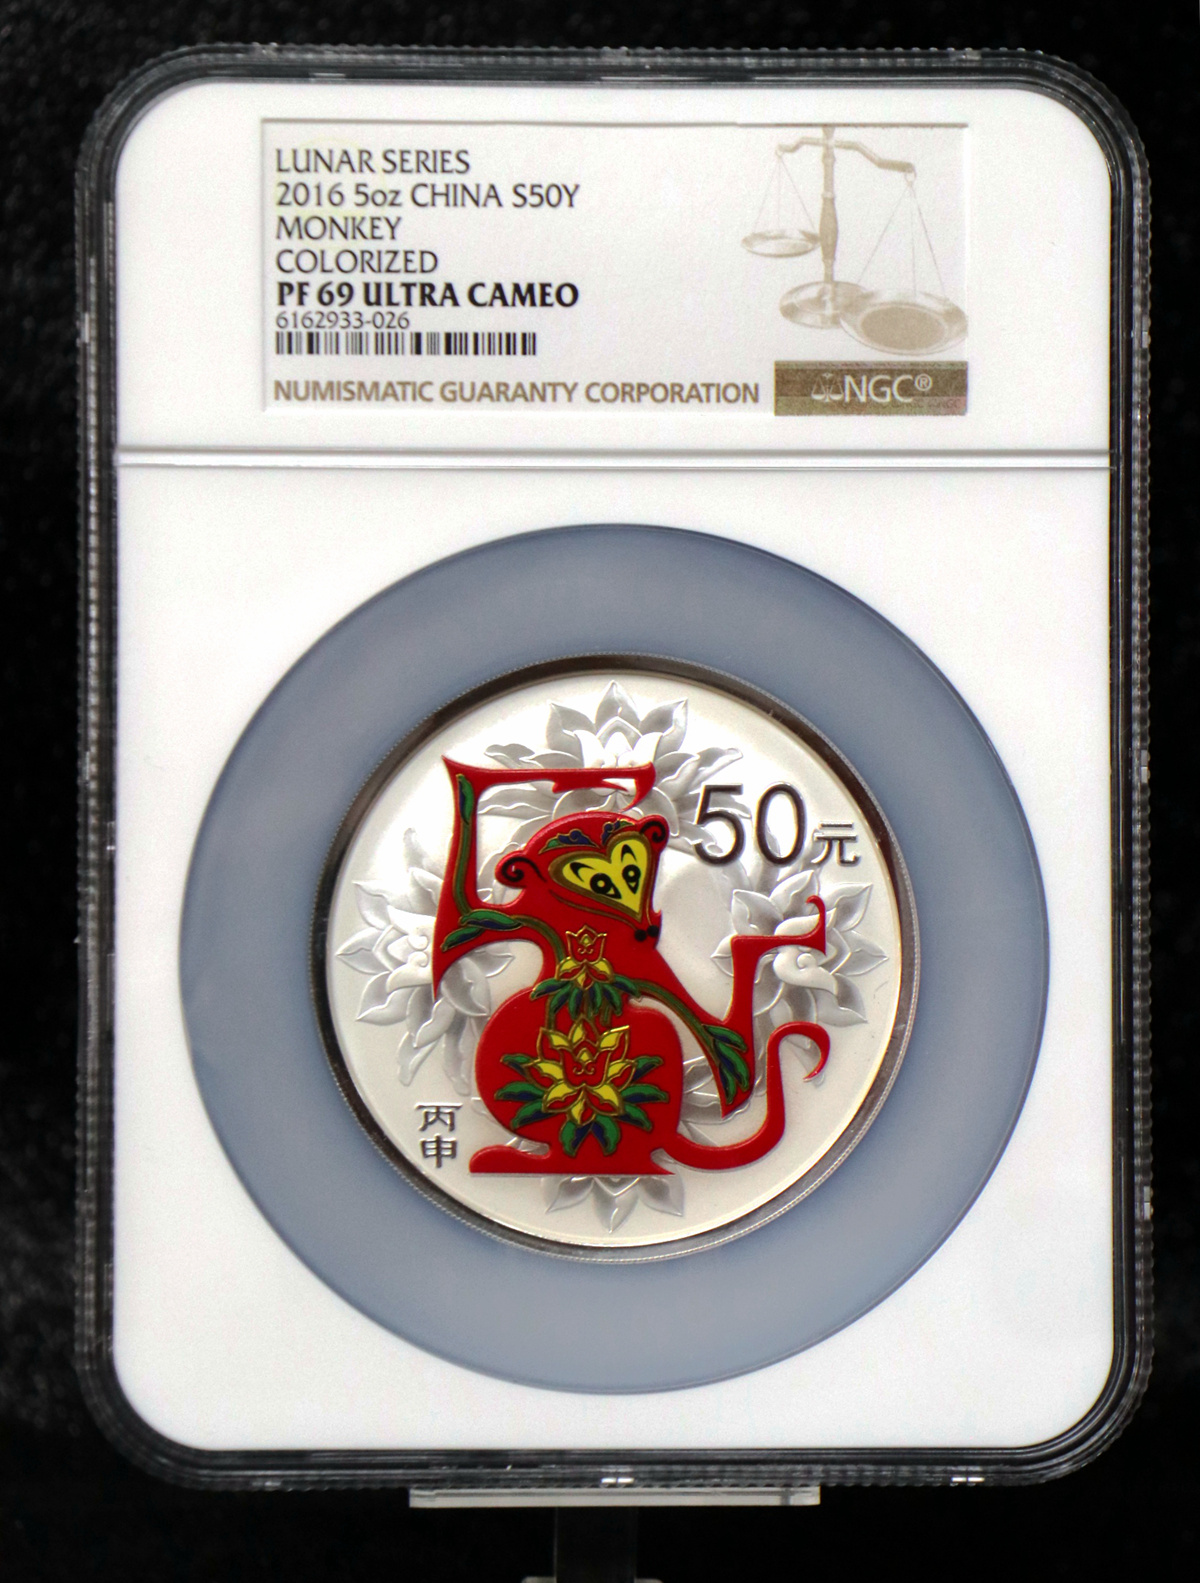 LUNAR SERIES
2016 5oz CHINA S50Y
MONKEY
COLORIZED
PF 69 ULTRA CAMEO
6162933-026
NUMISMATIC GUARANTY CORPORATION
NGC®
50元
丙
申